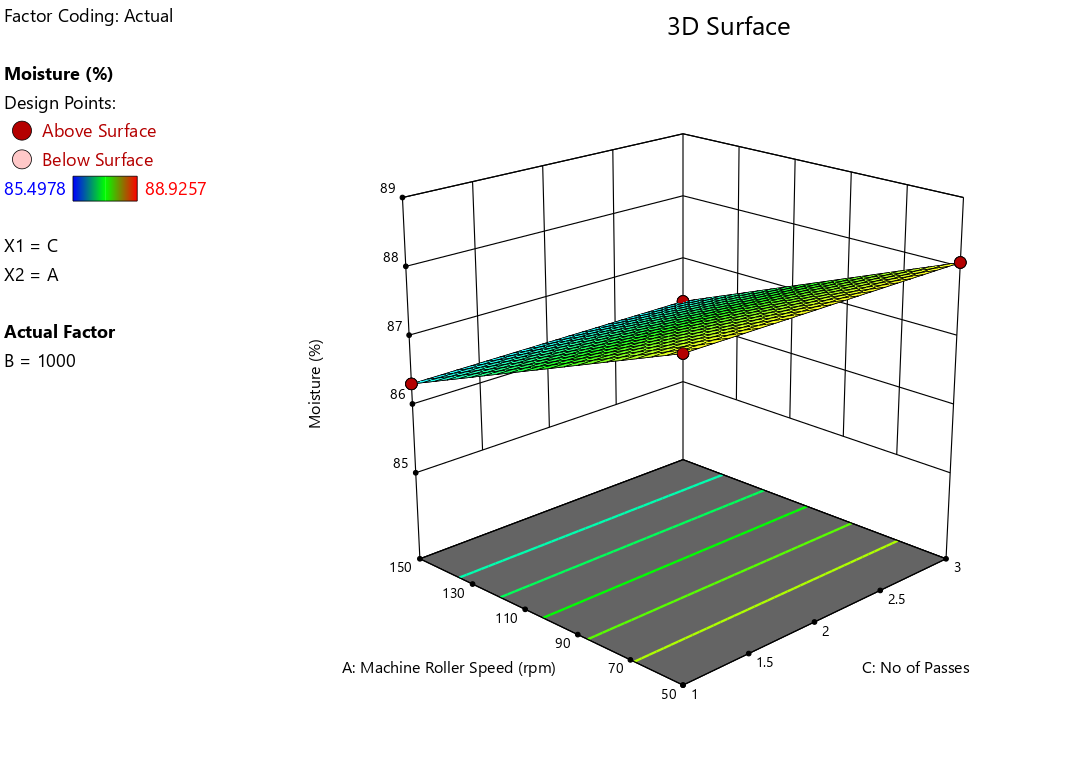 Factor Coding: Actual
3D Surface
Moisture (%)
Design Points:
Above Surface
Below Surface
85.4978 88.9257
X1 = C
X2 = A
Actual Factor
B = 1000
89
88
87
86
85
Moisture (%)
150
130
110
90
70
50
1
1.5
2
2.5
3
A: Machine Roller Speed (rpm)
C: No of Passes